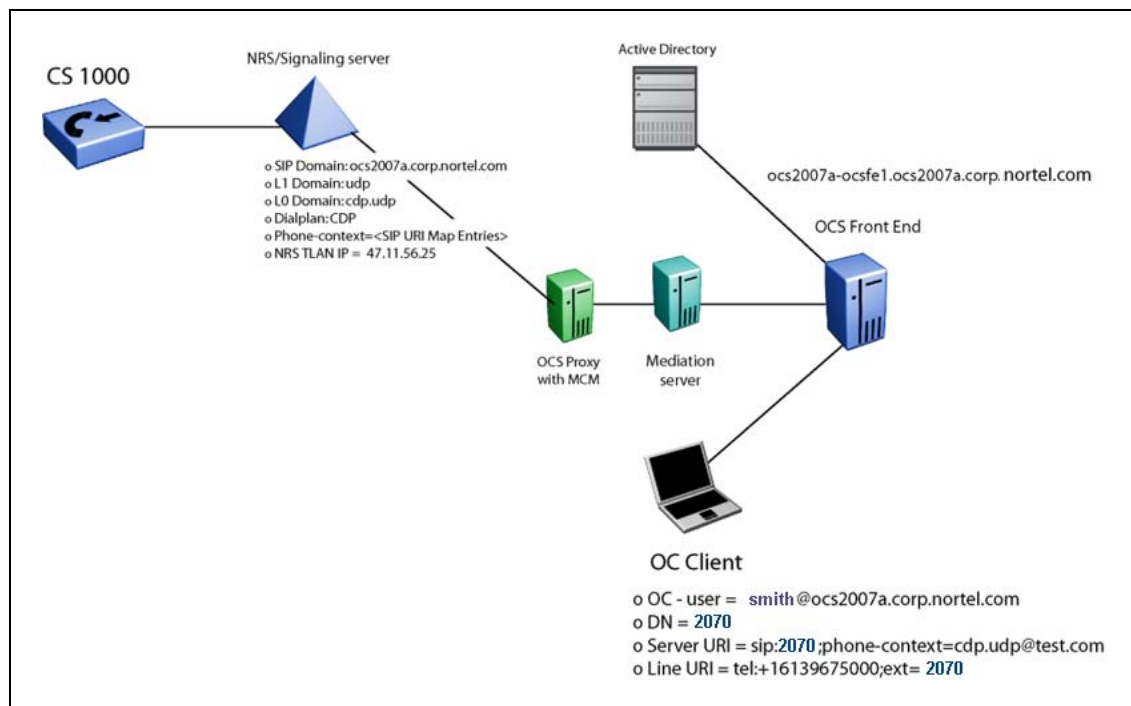 CS 1000
NRS/Signaling server
o SIP Domain:ocs2007a.corp.nortel.com
o L1 Domain:udp
o L0 Domain:cdp.udp
o Dialplan:CDP
o Phone-context=<SIP URI Map Entries>
o NRS TLAN IP = 47.11.56.25
Active Directory
ocs2007a-ocsfe1.ocs2007a.corp.nortel.com
OCS Front End
OCS Proxy
with MCM
Mediation
server
OC Client
o OC - user = smith@ocs2007a.corp.nortel.com
o DN = 2070
o Server URI = sip:2070;phone-context=cdp.udp@test.com
o Line URI = tel:+16139675000;ext= 2070